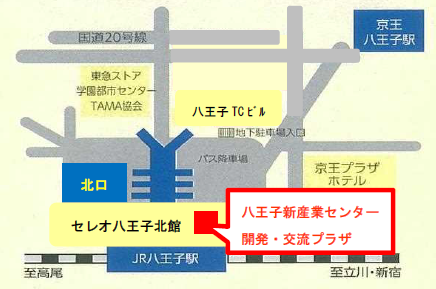 国道20号線
京王
八王子駅
東急ストア
学園都市センター
TAMA協会
八王子TCビル
地下駐車場入口
バス降車場
京王プラザ
ホテル
北口
セレオ八王子北館
八王子新産業センター
開発・交流プラザ
JR八王子駅
至高尾
至立川・新宿